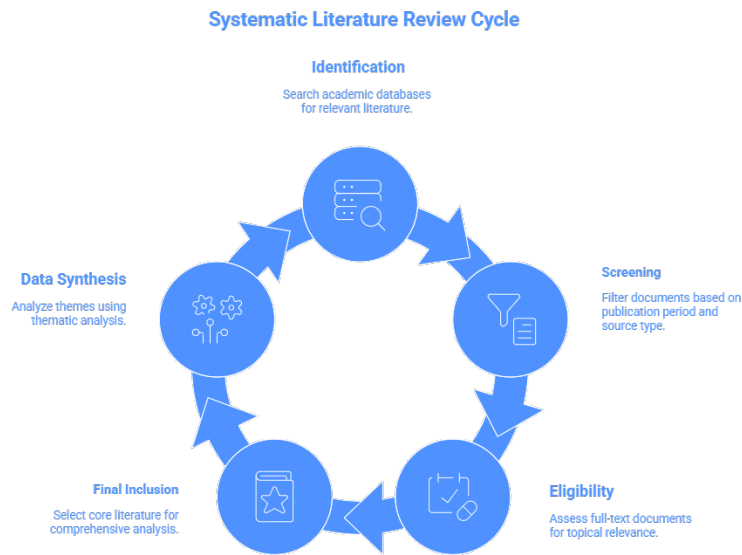 Systematic Literature Review Cycle
Identification
Search academic databases
for relevant literature.
Screening
Filter documents based on
publication period and
source type.
Eligibility
Assess full-text documents
for topical relevance.
Final Inclusion
Select core literature for
comprehensive analysis.
Data Synthesis
Analyze themes using
thematic analysis.